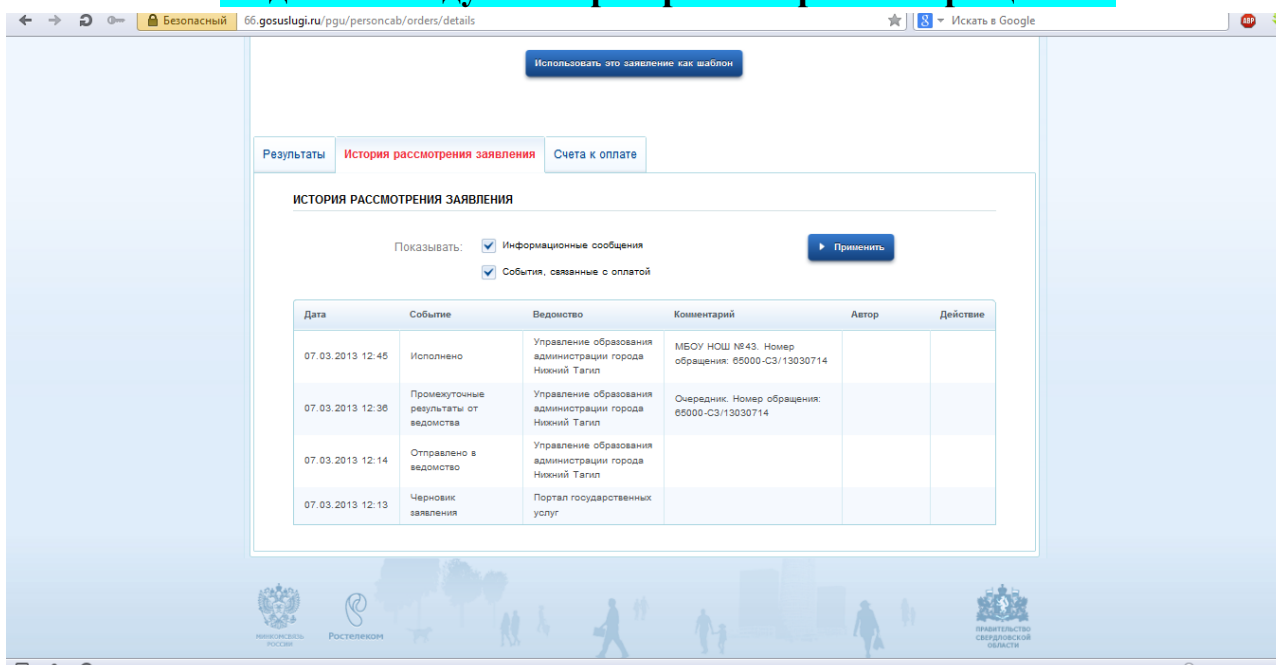 Безопасный
66.gosuslugi.ru/pgu/personcab/orders/details
Искать в Google
ABP
Использовать это заявление как шаблон
Результаты
История рассмотрения заявления
Счета к оплате
ИСТОРИЯ РАССМОТРЕНИЯ ЗАЯВЛЕНИЯ
Показывать:
Информационные сообщения
Применить
События, связанные с оплатой
Дата
Событие
Ведомство
Комментарий
Автор
Действие
07.03.2013 12:45
Исполнено
Управление образования
администрации города
Нижний Тагил
МБОУ НОШ №43. Номер
обращения: 65000-СЗ/13030714
07.03.2013 12:36
Промежуточные
результаты от
ведомства
Управление образования
администрации города
Нижний Тагил
Очередник. Номер обращения:
65000-СЗ/13030714
07.03.2013 12:14
Отправлено в
ведомство
Управление образования
администрации города
Нижний Тагил
07.03.2013 12:13
Черновик
заявления
Портал государственных
услуг
МИНКОМСВЯЗЬ
РОССИИ
Ростелеком
ПРАВИТЕЛЬСТВО
СВЕРДЛОВСКОЙ
ОБЛАСТИ